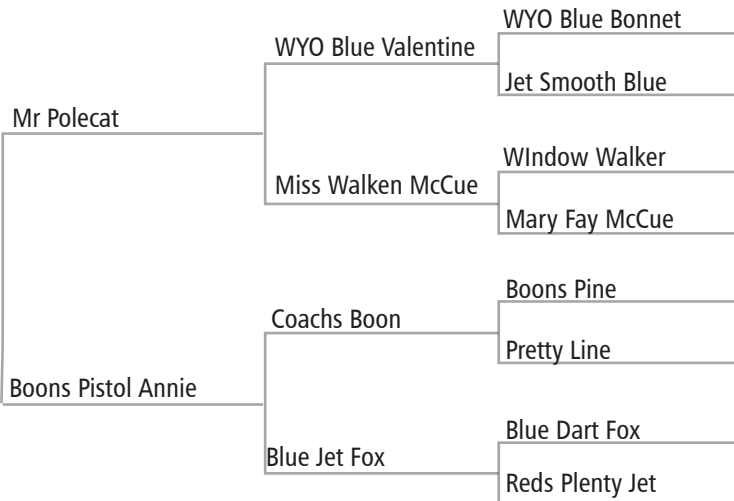 WYO Blue Bonnet
WYO Blue Valentine
Jet Smooth Blue
Mr Polecat
WIndow Walker
Miss Walken McCue
Mary Fay McCue
Boons Pine
Coachs Boon
Pretty Line
Boons Pistol Annie
Blue Dart Fox
Blue Jet Fox
Reds Plenty Jet